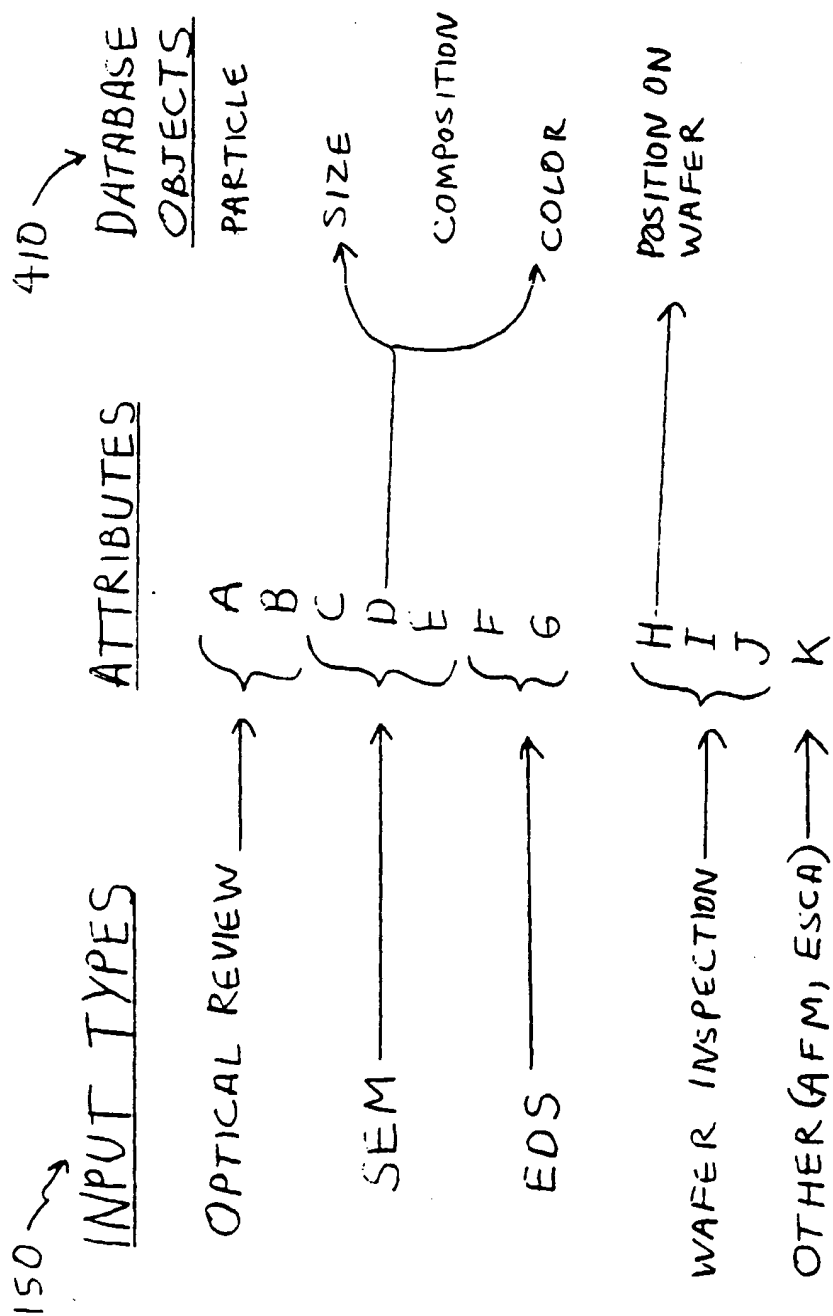 150
INPUT TYPES
OPTICAL REVIEW
SEM
EDS
WAFER INSPECTION
OTHER (AFM, ESCA)
ATTRIBUTES
A
B
C
D
E
F
G
H
I
J
K
410
DATABASE
OBJECTS
PARTICLE
SIZE
COMPOSITION
COLOR
POSITION ON
WAFER